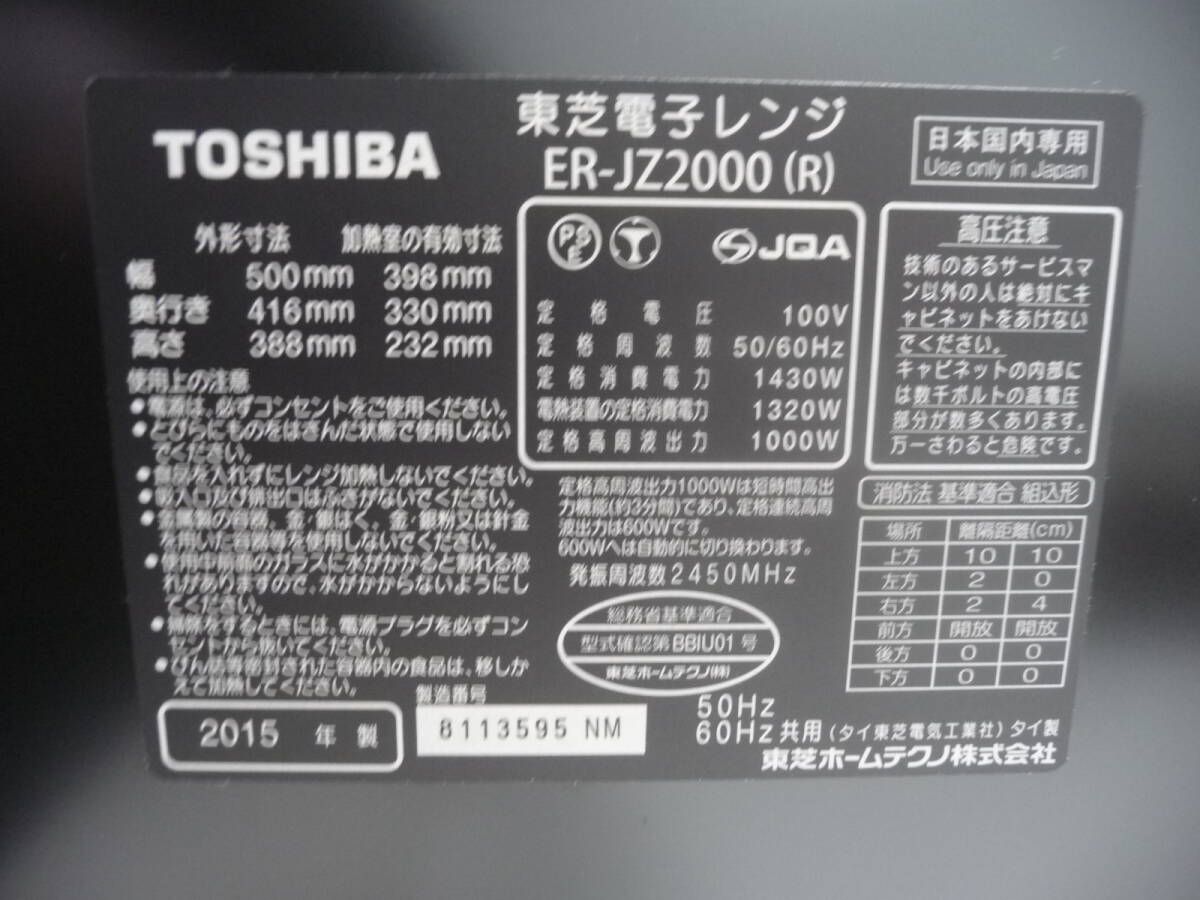 TOSHIBA
東芝電子レンジ
ER-JZ2000 (R)
日本国内専用
Use only in Japan
外形寸法 加熱室の有効寸法
幅 500mm 398mm
奥行き 416mm 330mm
高さ 388mm 232mm
使用上の注意
●電源は、必ずコンセントをご使用ください。
●とびらにものをはさんだ状態で使用しない
でください。
●食品を入れずにレンジ加熱しないでください。
●吸入口及び排出口はふさがないでください。
●金属製の容器、金・銀はく、金・銀粉又は針金
を用いた容器等を使用しないでください。
●使用中前面のガラスに水がかかると割れる恐
れがありますので、水がかからないようにし
てください。
●掃除をするときには、電源プラグを必ずコン
セントから抜いてください。
●びん詰等密封された容器内の食品は、移しか
えて加熱してください。
2015 年 製
製造番号
8113595 NM
PSE JQA
定格電圧 100V
定格周波数 50/60Hz
定格消費電力 1430W
電熱装置の定格消費電力 1320W
定格高周波出力 1000W
定格高周波出力1000Wは短時間高出
力機能(約3分間)であり、定格連続高周
波出力は600Wです。
600Wへは自動的に切り換わります。
発振周波数2450MHz
総務省基準適合
型式確認第BBIU01号
東芝ホームテクノ(株)
高圧注意
技術のあるサービスマ
ン以外の人は絶対にキ
ャビネットをあけない
でください。
キャビネットの内部に
は数千ボルトの高電圧
部分が数多くあります。
万一さわると危険です。
消防法 基準適合 組込形
場所 離隔距離(cm)
上方 10 10
左方 2 0
右方 2 4
前方 開放 開放
後方 0 0
下方 0 0
50Hz
60Hz 共用 (タイ東芝電気工業社) タイ製
東芝ホームテクノ株式会社